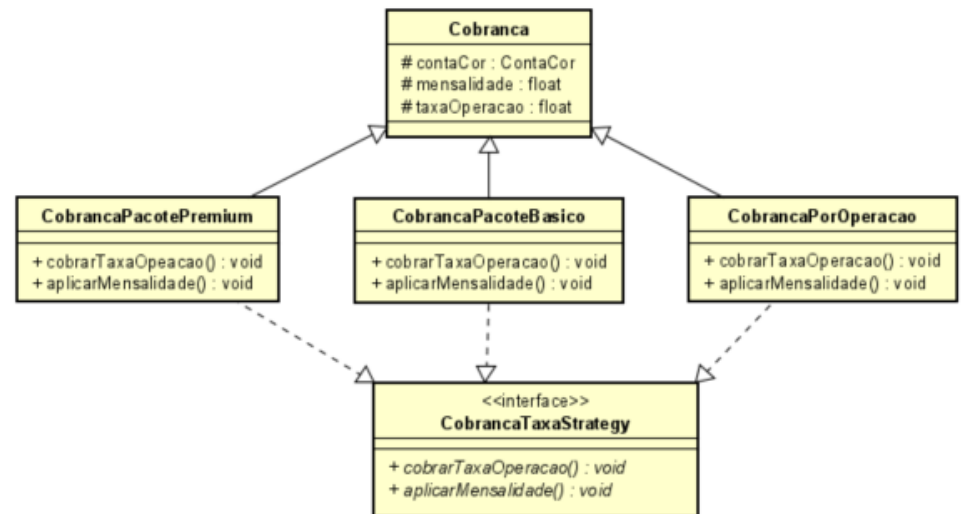 Cobranca
# contaCor : ContaCor
# mensalidade : float
# taxaOperacao : float
CobrancaPacotePremium
+ cobrarTaxaOpeacao() : void
+ aplicarMensalidade() : void
CobrancaPacoteBasico
+ cobrarTaxaOperacao() : void
+ aplicarMensalidade() : void
CobrancaPorOperacao
+ cobrarTaxaOperacao() : void
+ aplicarMensalidade() : void
<<interface>>
CobrancaTaxaStrategy
+ cobrarTaxaOperacao() : void
+ aplicarMensalidade() : void